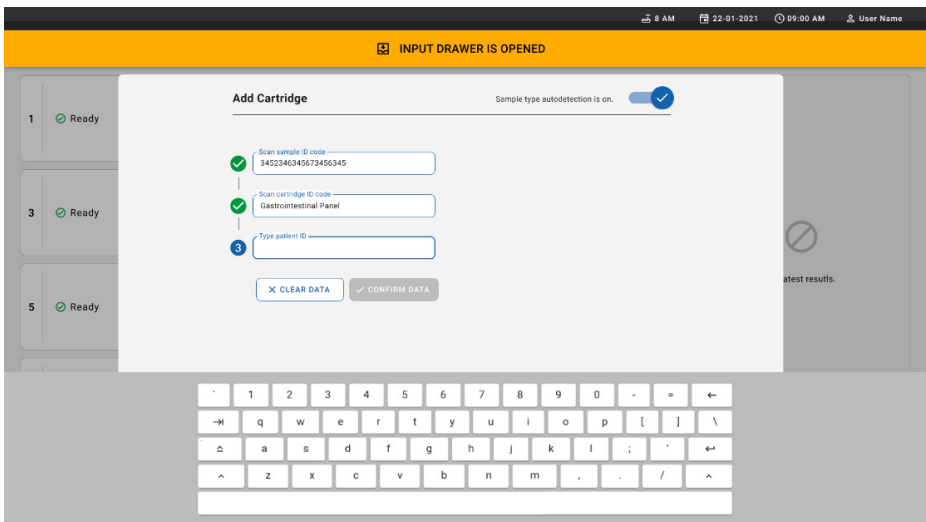 8 AM 22-01-2021 09:00 AM User Name
INPUT DRAWER IS OPENED
Add Cartridge
Sample type autodetection is on.
1 Ready
Scan sample ID code
3452346345673456345
Scan cartridge ID code
Gastrointestinal Panel
3 Ready
Type patient ID
3
CLEAR DATA CONFIRM DATA
atest resutls.
5 Ready
` 1 2 3 4 5 6 7 8 9 0 - =
q w e r t y u i o p [ ] \
a s d f g h j k l ; '
z x c v b n m , . /